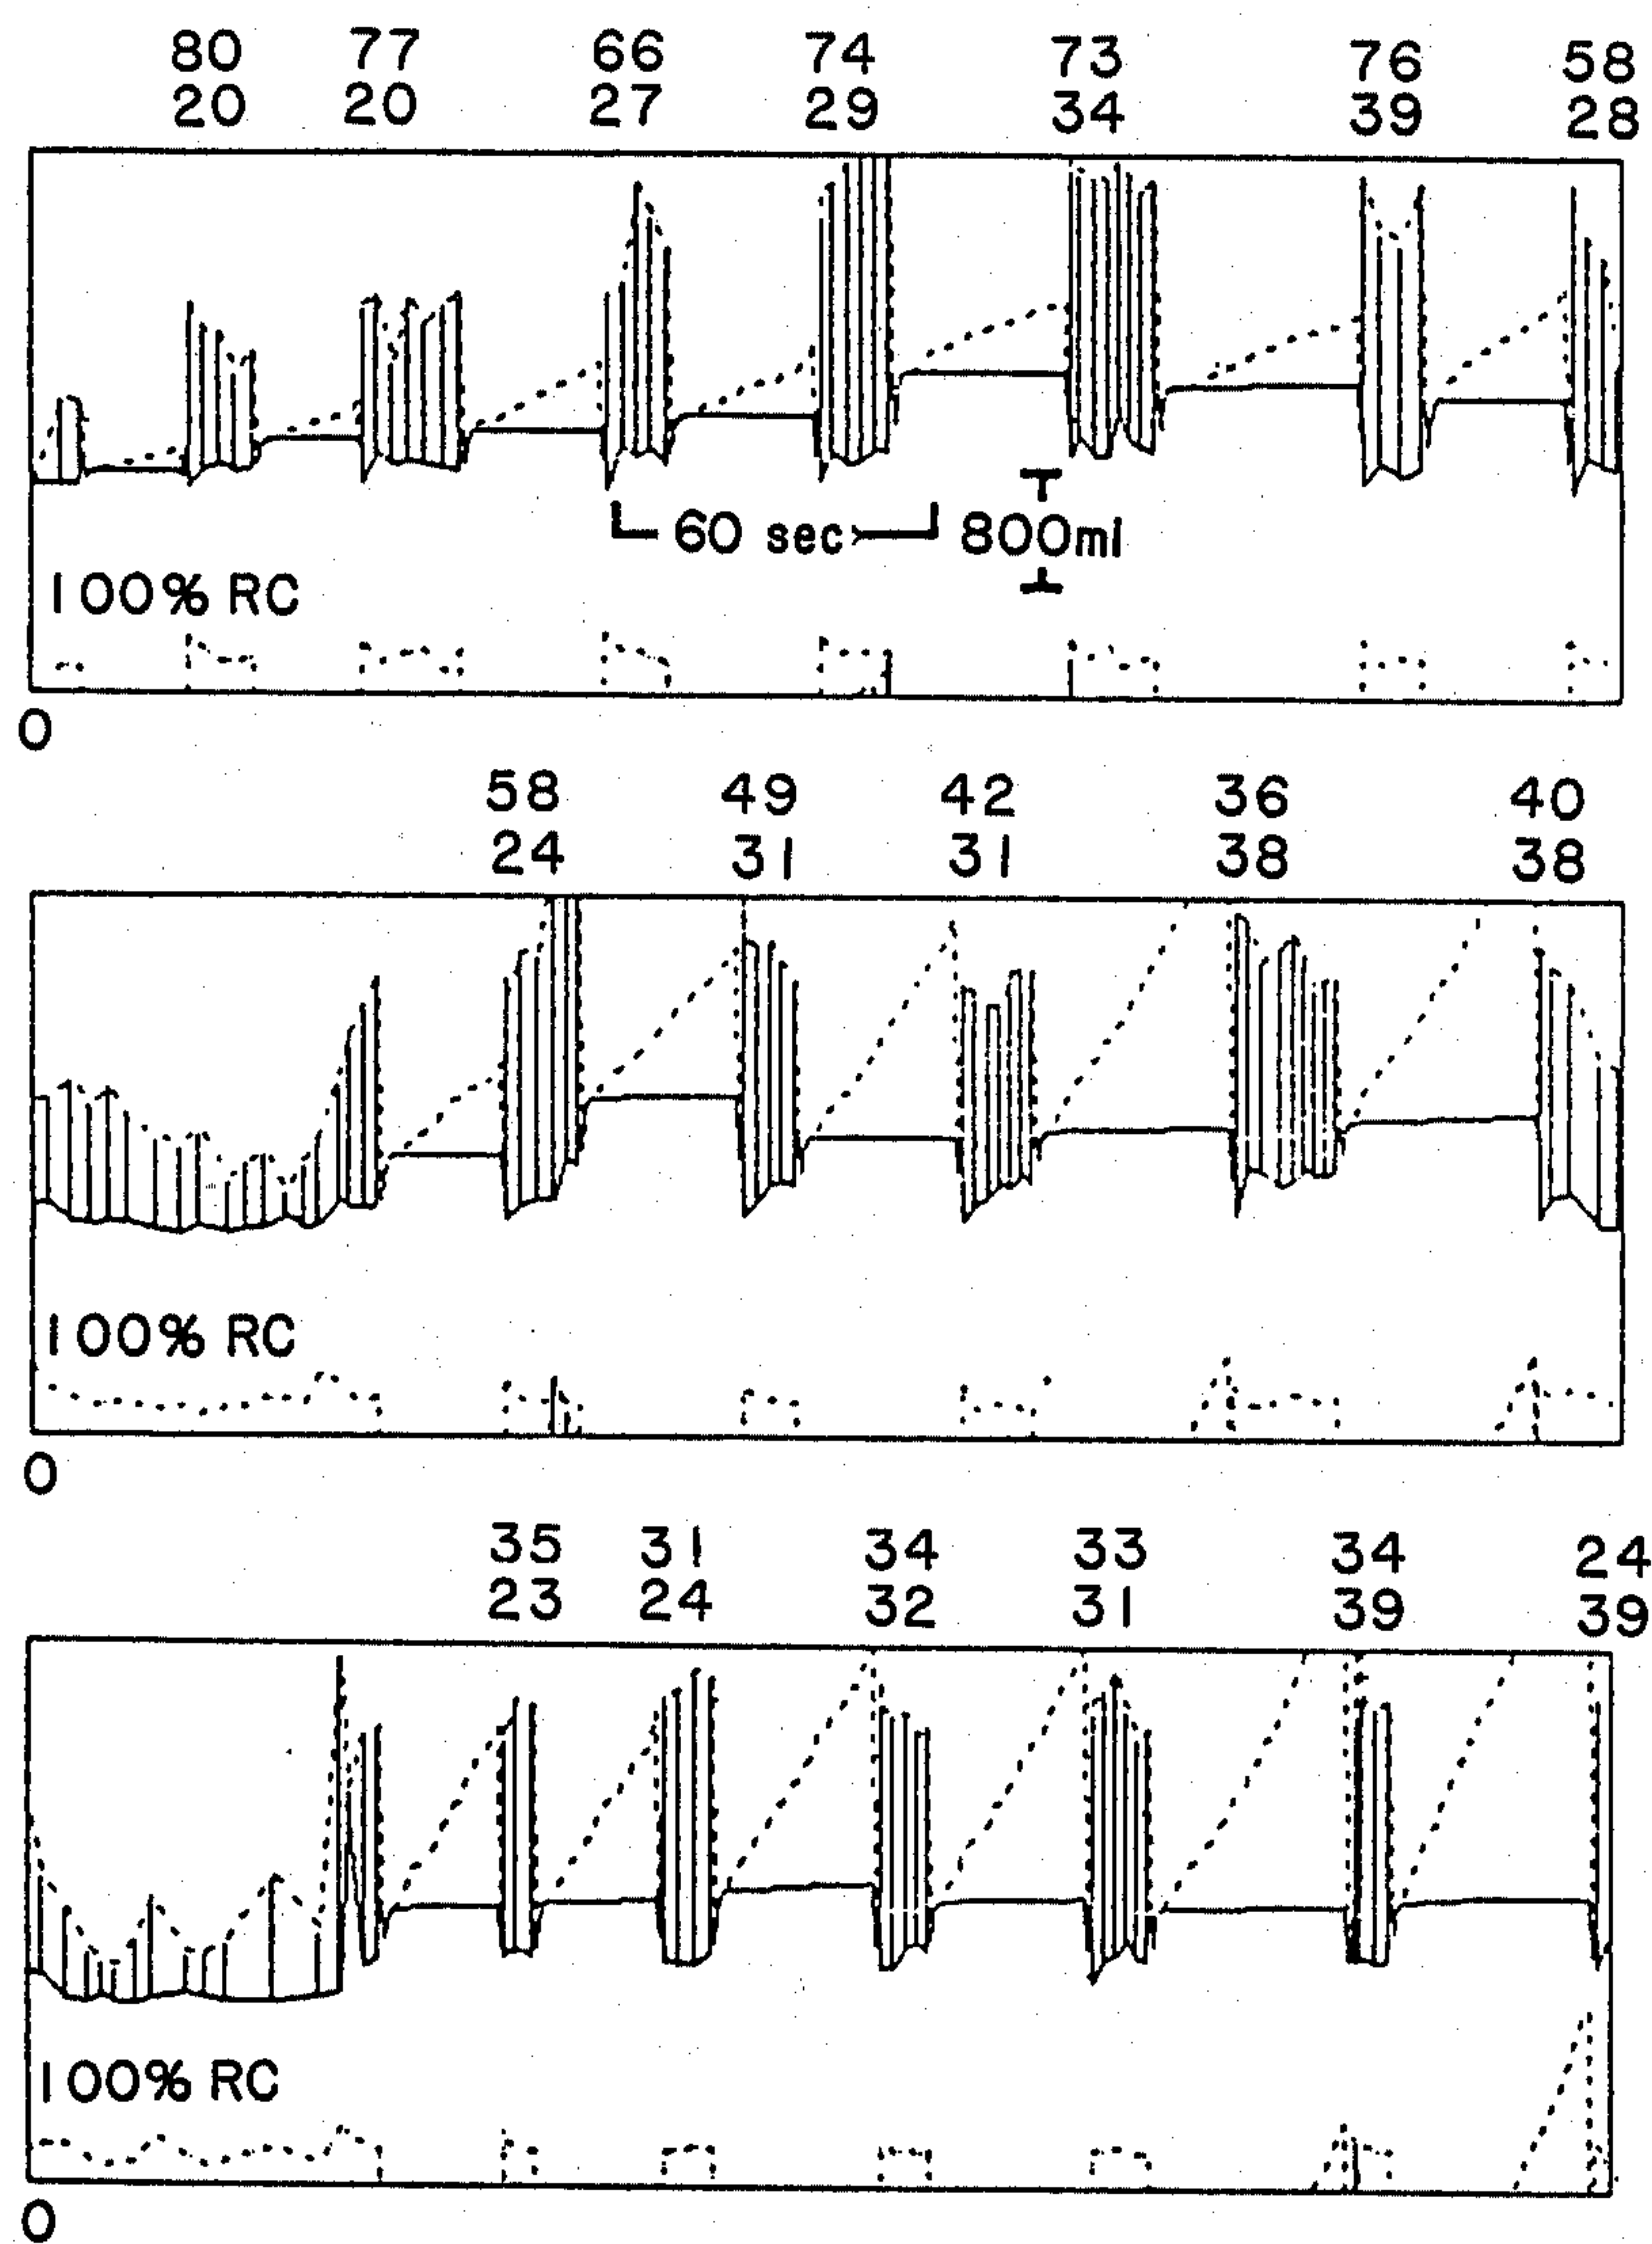 80 77 66 74 73 76 58
20 20 27 29 34 39 28
60 sec 800ml
100% RC
0
58 49 42 36 40
24 31 31 38 38
100% RC
0
35 31 34 33 34 24
23 24 32 31 39 39
100% RC
0